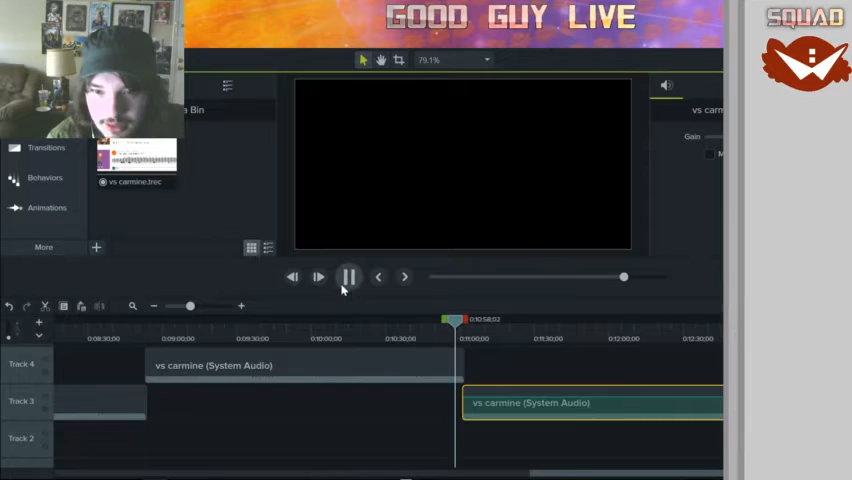 GOOD GUY LIVE
SQUAD
79.1%
a Bin
vs carm
Gain
M
Transitions
Behaviors
Animations
vs carmine.trec
More
0:10:58;02
0:08:30;00
0:09:00;00
0:09:30;00
0:10:00;00
0:10:30;00
0:11:00;00
0:11:30;00
0:12:00;00
0:12:30;00
Track 4
vs carmine (System Audio)
Track 3
vs carmine (System Audio)
Track 2